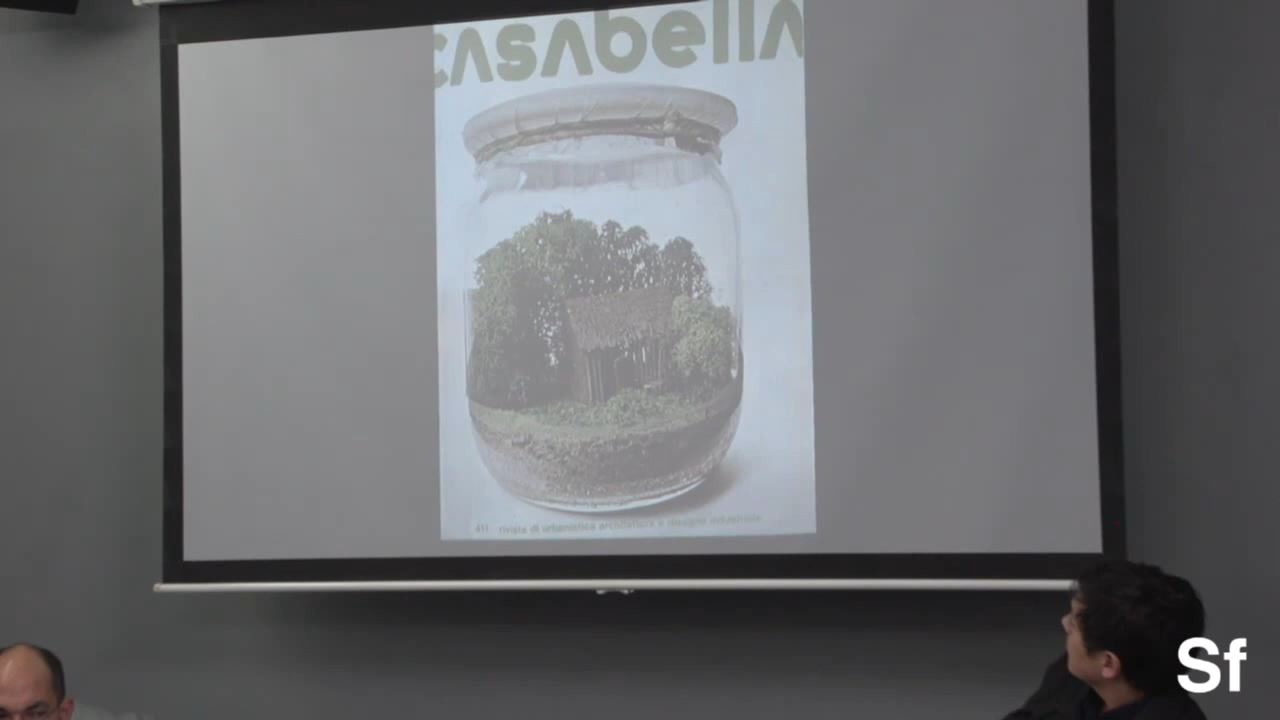 casabella
411 rivista di urbanistica architettura e disegno industriale
Sf